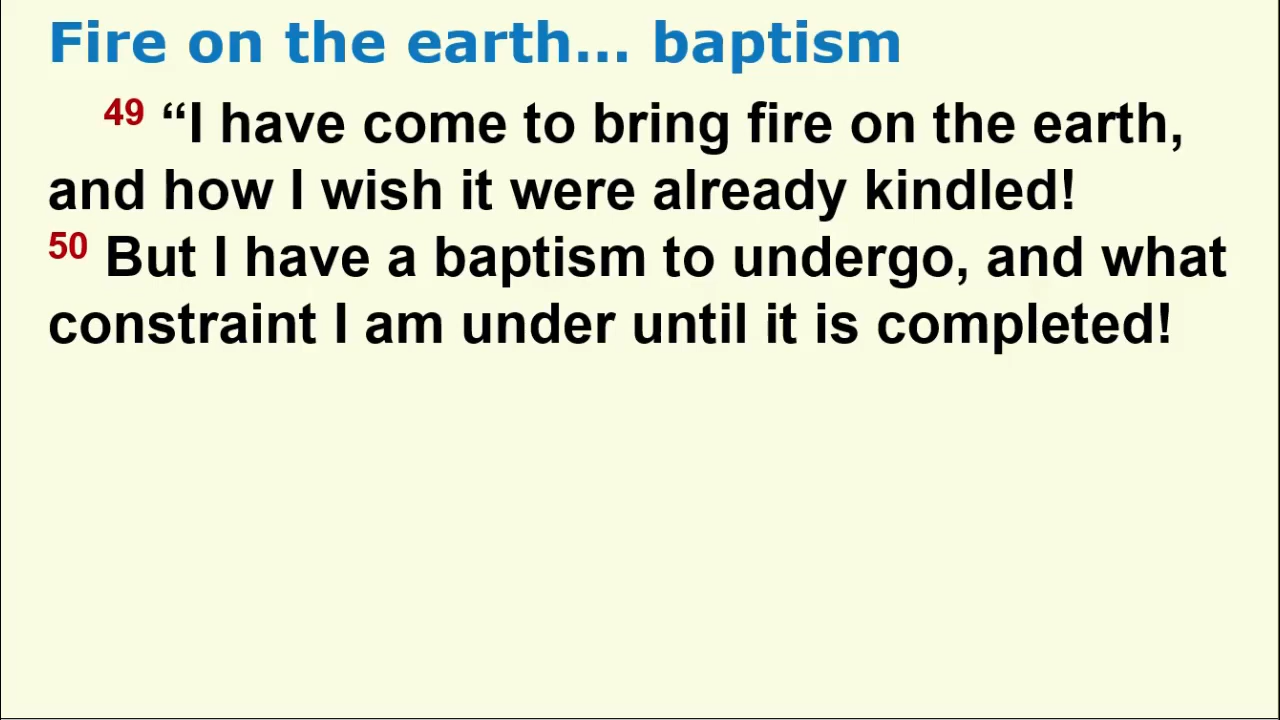 Fire on the earth... baptism
49 “I have come to bring fire on the earth,
and how I wish it were already kindled!
50 But I have a baptism to undergo, and what
constraint I am under until it is completed!